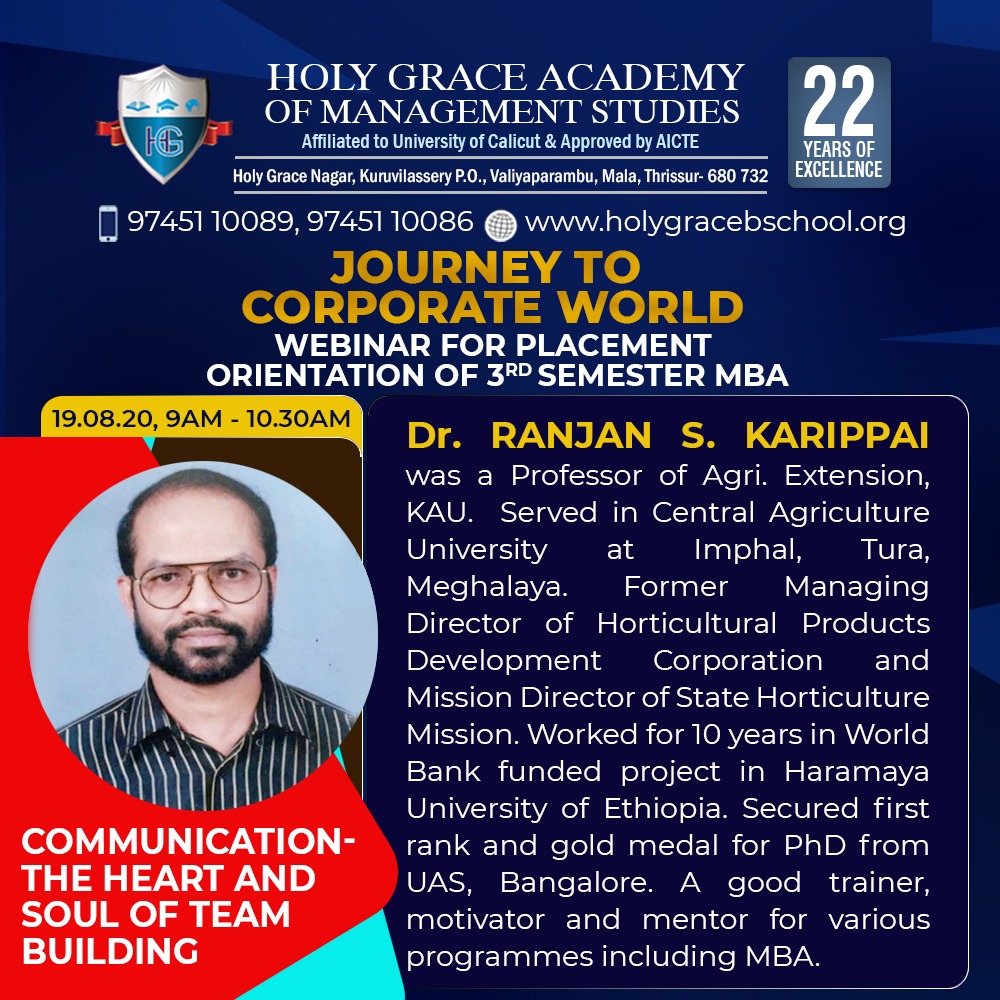 HG
HOLY GRACE ACADEMY
OF MANAGEMENT STUDIES
Affiliated to University of Calicut & Approved by AICTE
Holy Grace Nagar, Kuruvilassery P.O., Valiyaparambu, Mala, Thrissur- 680 732
22
YEARS OF
EXCELLENCE
97451 10089, 97451 10086 www.holygracebschool.org
JOURNEY TO
CORPORATE WORLD
WEBINAR FOR PLACEMENT
ORIENTATION OF 3RD SEMESTER MBA
19.08.20, 9AM - 10.30AM
COMMUNICATION-
THE HEART AND
SOUL OF TEAM
BUILDING
Dr. RANJAN S. KARIPPAI
was a Professor of Agri. Extension,
KAU. Served in Central Agriculture
University at Imphal, Tura,
Meghalaya. Former Managing
Director of Horticultural Products
Development Corporation and
Mission Director of State Horticulture
Mission. Worked for 10 years in World
Bank funded project in Haramaya
University of Ethiopia. Secured first
rank and gold medal for PhD from
UAS, Bangalore. A good trainer,
motivator and mentor for various
programmes including MBA.